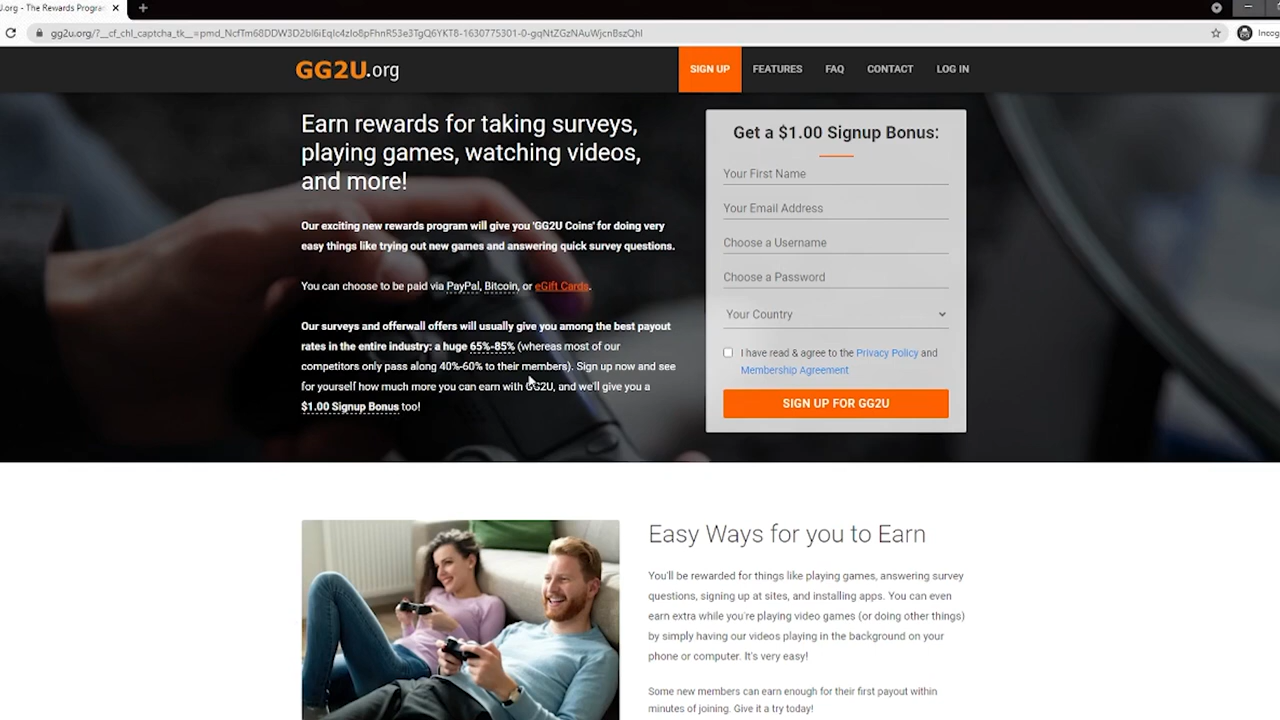 J.org - The Rewards Progra
gg2u.org/?__cf_chl_captcha_tk__=pmd_NcfTm68DDW3D2bI6iEqIc4zIo8pFhnR53e3TgQ6YKT8-1630775301-0-gqNtZGzNAuWjcnBszQhl
Incog
GG2U.org
SIGN UP
FEATURES
FAQ
CONTACT
LOG IN
Earn rewards for taking surveys,
playing games, watching videos,
and more!
Our exciting new rewards program will give you 'GG2U Coins' for doing very
easy things like trying out new games and answering quick survey questions.
You can choose to be paid via PayPal, Bitcoin, or eGift Cards.
Our surveys and offerwall offers will usually give you among the best payout
rates in the entire industry: a huge 65%-85% (whereas most of our
competitors only pass along 40%-60% to their members). Sign up now and see
for yourself how much more you can earn with GG2U, and we'll give you a
$1.00 Signup Bonus too!
Get a $1.00 Signup Bonus:
Your First Name
Your Email Address
Choose a Username
Choose a Password
Your Country
I have read & agree to the Privacy Policy and
Membership Agreement
SIGN UP FOR GG2U
Easy Ways for you to Earn
You'll be rewarded for things like playing games, answering survey
questions, signing up at sites, and installing apps. You can even
earn extra while you're playing video games (or doing other things)
by simply having our videos playing in the background on your
phone or computer. It's very easy!
Some new members can earn enough for their first payout within
minutes of joining. Give it a try today!